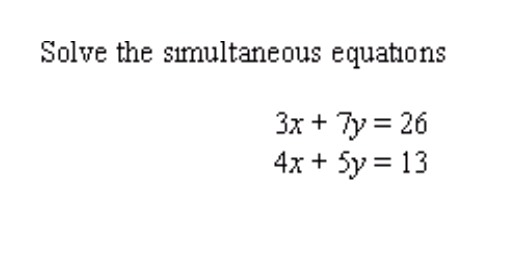 Solve the simultaneous equations
3x + 7y = 26
4x + 5y = 13